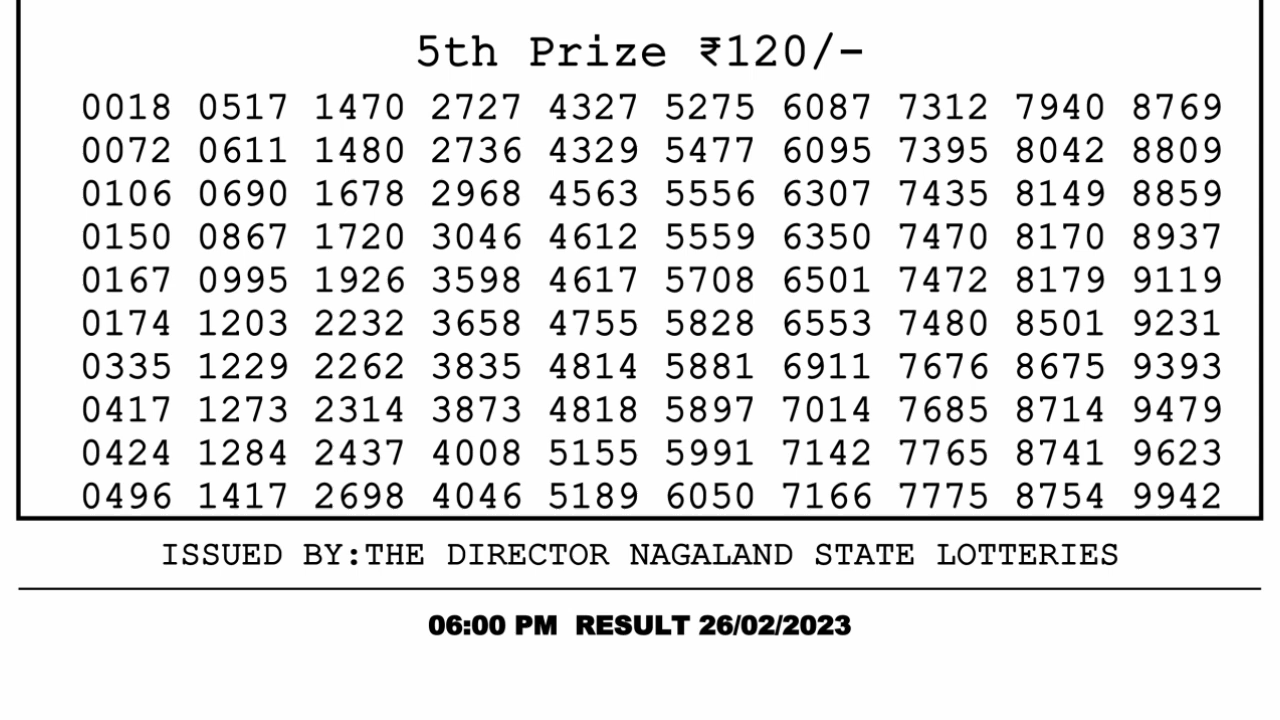 5th Prize ₹120/-
0018 0517 1470 2727 4327 5275 6087 7312 7940 8769
0072 0611 1480 2736 4329 5477 6095 7395 8042 8809
0106 0690 1678 2968 4563 5556 6307 7435 8149 8859
0150 0867 1720 3046 4612 5559 6350 7470 8170 8937
0167 0995 1926 3598 4617 5708 6501 7472 8179 9119
0174 1203 2232 3658 4755 5828 6553 7480 8501 9231
0335 1229 2262 3835 4814 5881 6911 7676 8675 9393
0417 1273 2314 3873 4818 5897 7014 7685 8714 9479
0424 1284 2437 4008 5155 5991 7142 7765 8741 9623
0496 1417 2698 4046 5189 6050 7166 7775 8754 9942
ISSUED BY:THE DIRECTOR NAGALAND STATE LOTTERIES
06:00 PM RESULT 26/02/2023